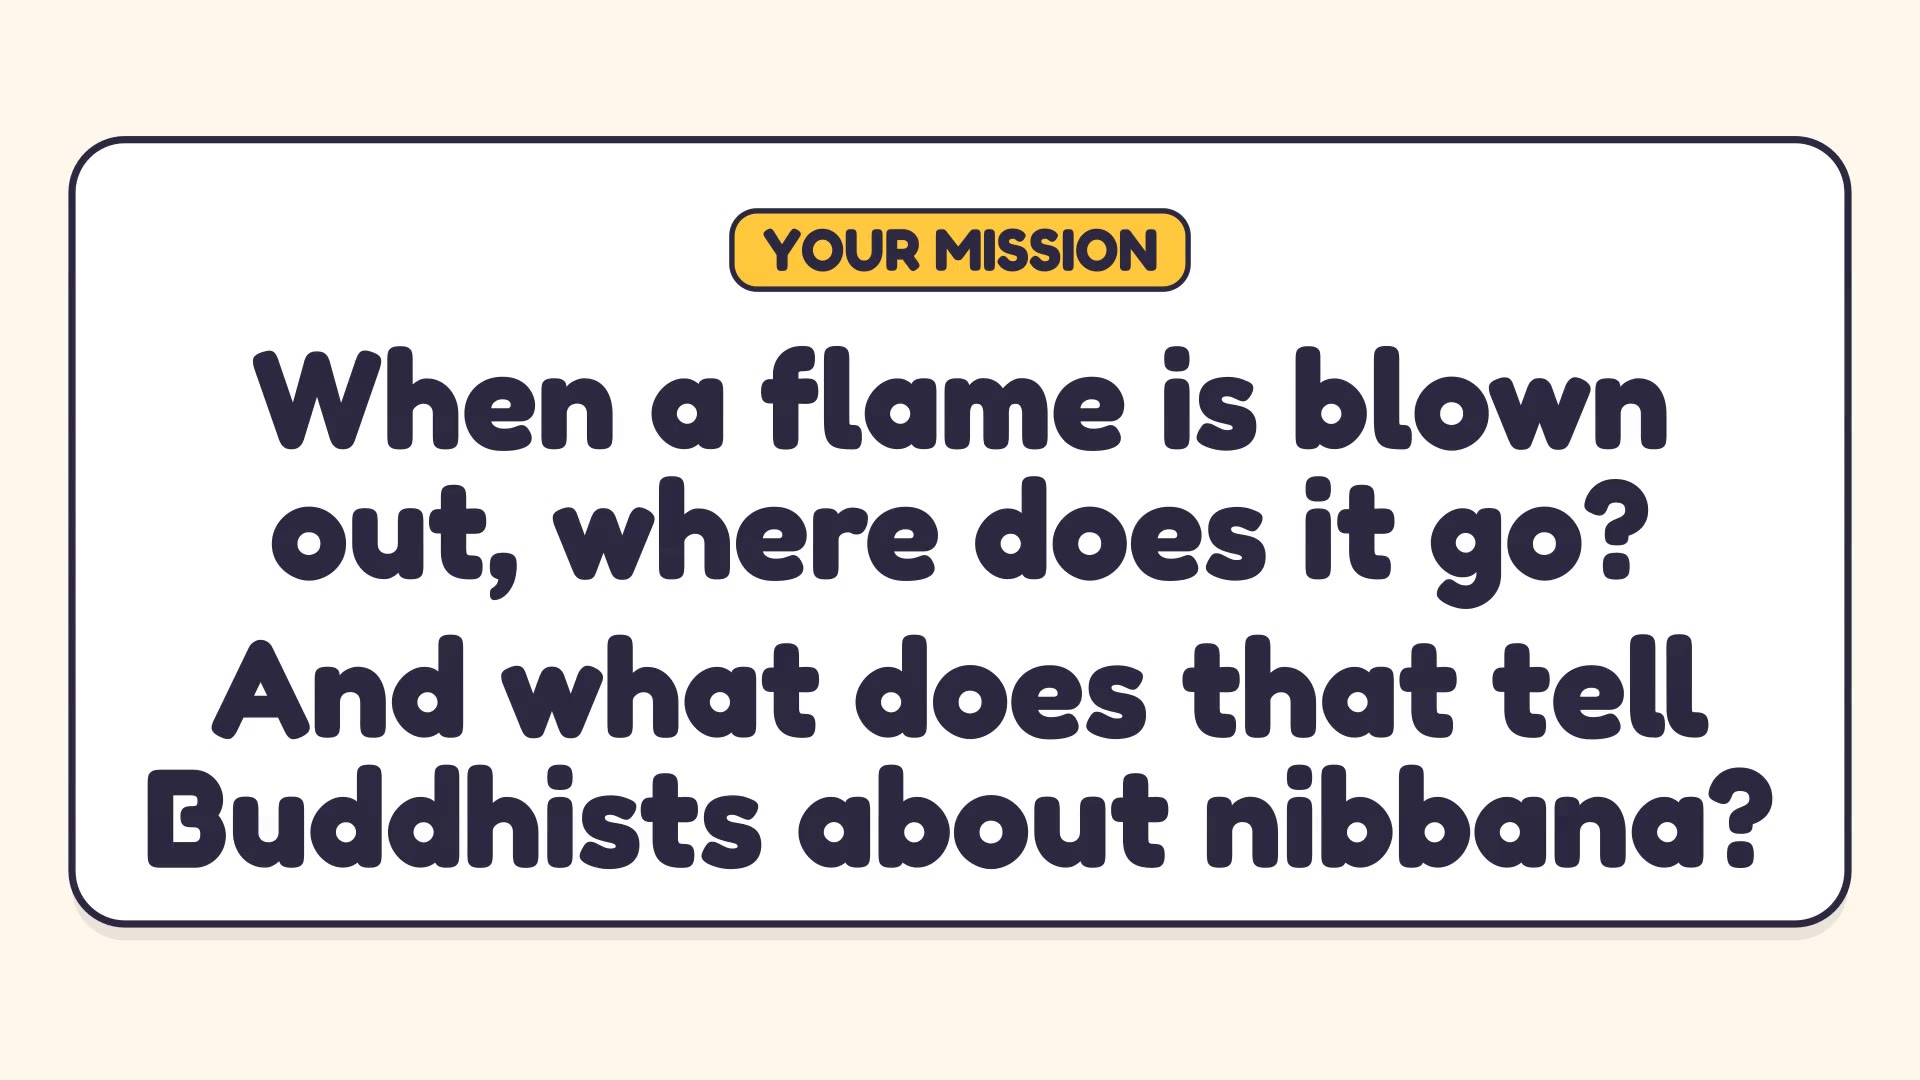 YOUR MISSION
When a flame is blown
out, where does it go?
And what does that tell
Buddhists about nibbana?